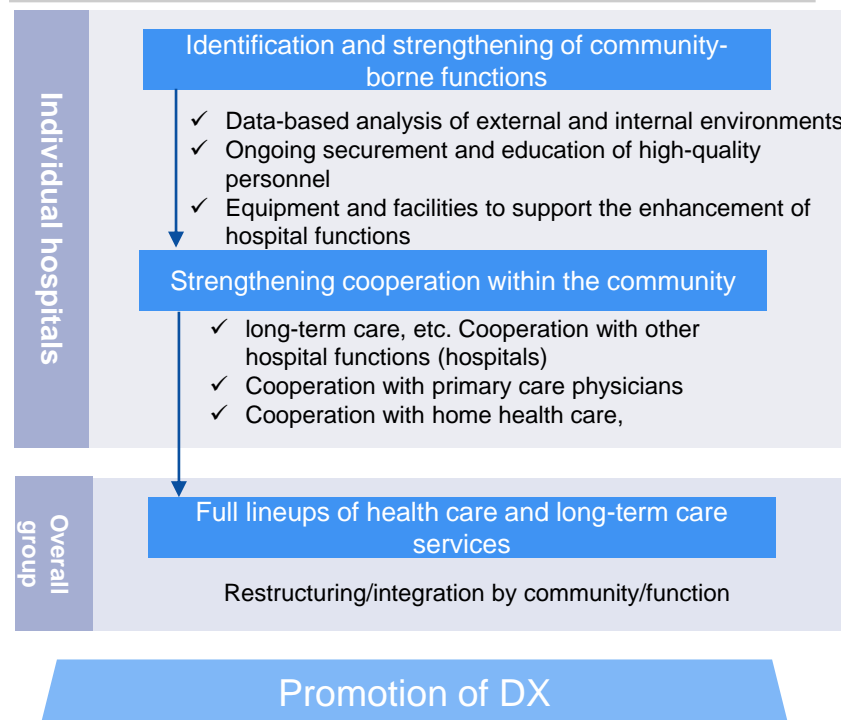 Individual hospitals
Identification and strengthening of community-
borne functions
✓ Data-based analysis of external and internal environments
✓ Ongoing securement and education of high-quality
personnel
✓ Equipment and facilities to support the enhancement of
hospital functions
Strengthening cooperation within the community
✓ long-term care, etc. Cooperation with other
hospital functions (hospitals)
✓ Cooperation with primary care physicians
✓ Cooperation with home health care,
Overall
group
Full lineups of health care and long-term care
services
Restructuring/integration by community/function
Promotion of DX